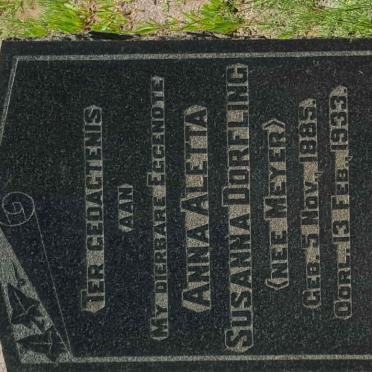 TER GEDAGTENIS
AAN
MY DIERBARE EGGENOTE
ANNA ALETTA
SUSANNA DORFLING
(NEE MEYER)
GEB. 5 NOV. 1885.
OORL. 13 FEB. 1933.